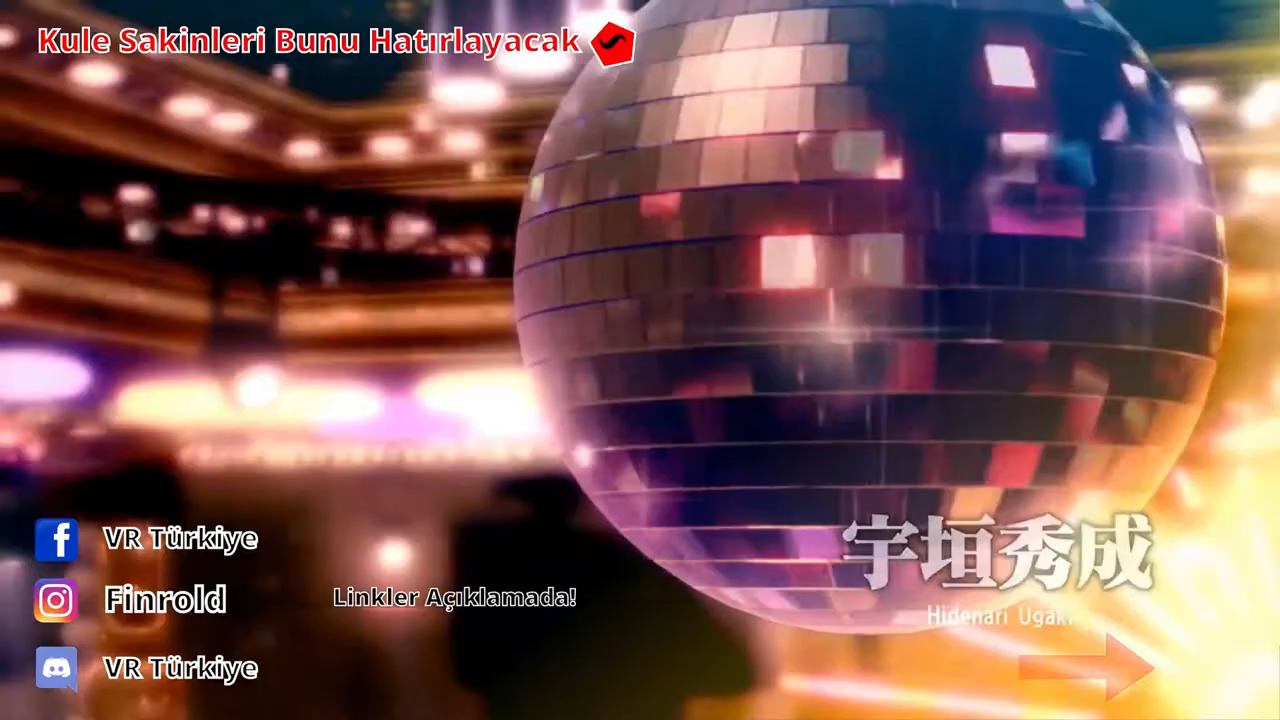 Kule Sakinleri Bunu Hatırlayacak
宇垣秀成
Hidenari Ugaki
VR Türkiye
Finrold
Linkler Açıklamada!
VR Türkiye